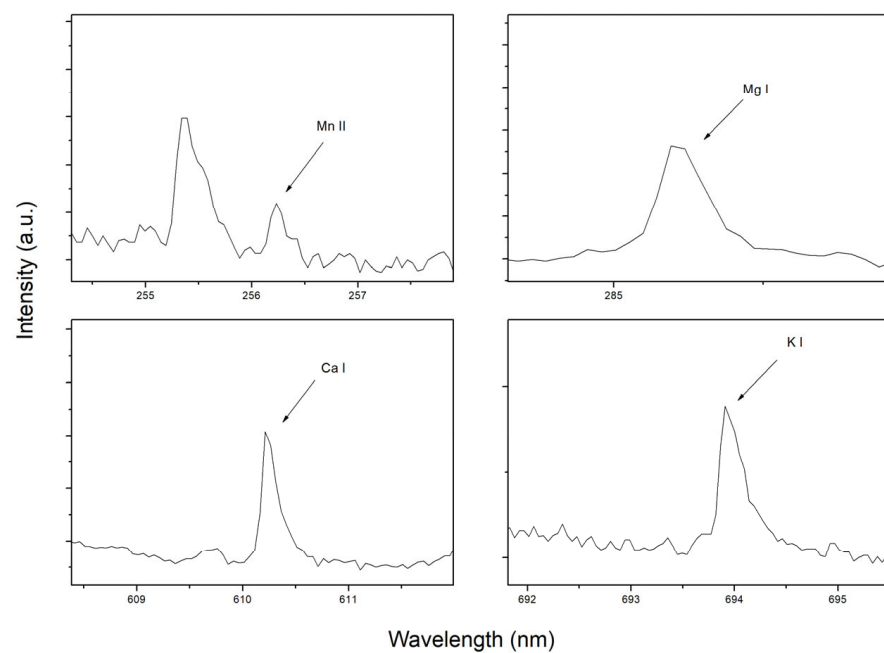 Intensity (a.u.)
Mn II
255
256
257
Mg I
285
Ca I
609
610
611
K I
692
693
694
695
Wavelength (nm)